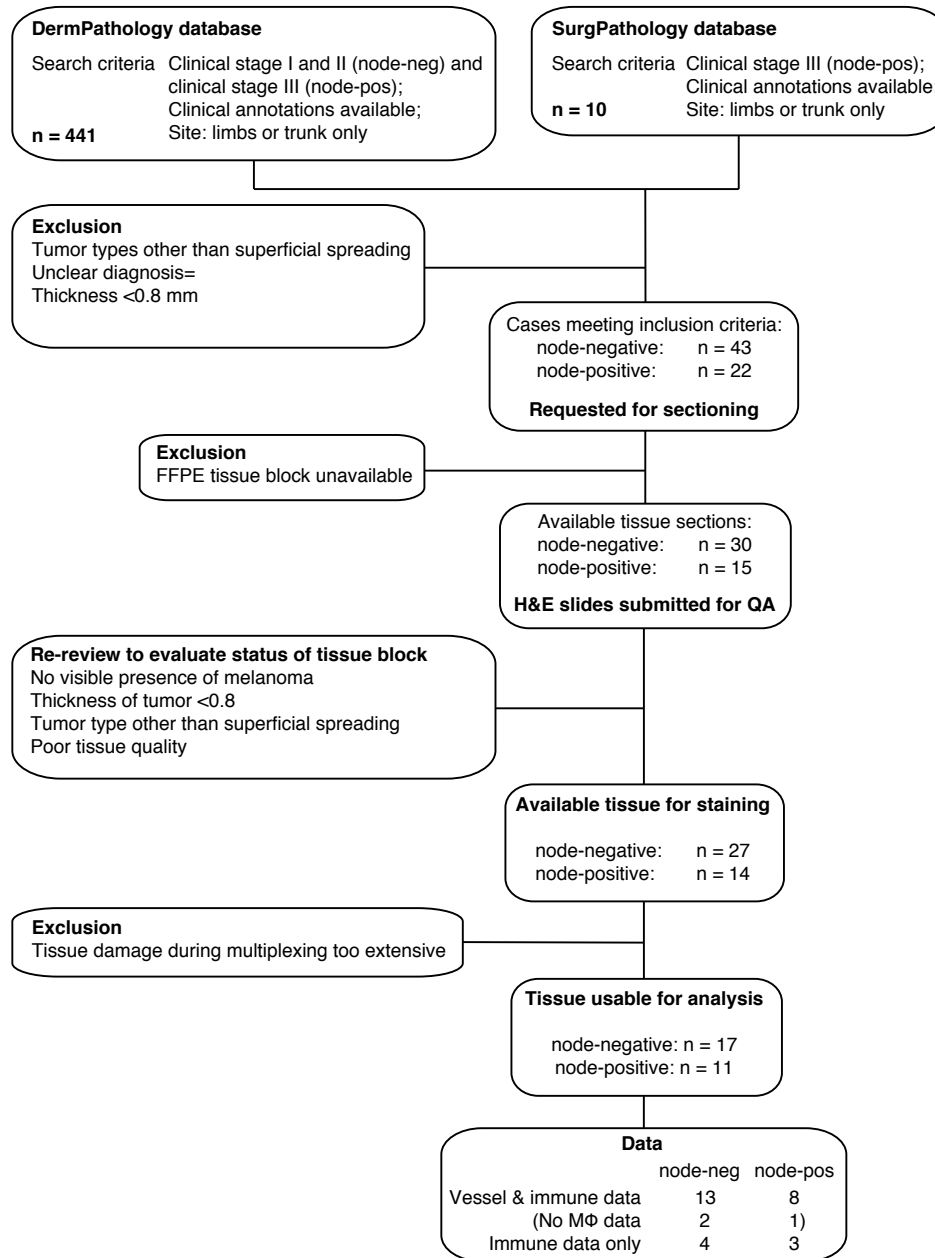 DermPathology database
Search criteria Clinical stage I and II (node-neg) and
clinical stage III (node-pos);
Clinical annotations available;
n = 441 Site: limbs or trunk only
SurgPathology database
Search criteria Clinical stage III (node-pos);
Clinical annotations available;
n = 10 Site: limbs or trunk only
Exclusion
Tumor types other than superficial spreading
Unclear diagnosis=
Thickness <0.8 mm
Cases meeting inclusion criteria:
node-negative: n = 43
node-positive: n = 22
Requested for sectioning
Exclusion
FFPE tissue block unavailable
Available tissue sections:
node-negative: n = 30
node-positive: n = 15
H&E slides submitted for QA
Re-review to evaluate status of tissue block
No visible presence of melanoma
Thickness of tumor <0.8
Tumor type other than superficial spreading
Poor tissue quality
Available tissue for staining
node-negative: n = 27
node-positive: n = 14
Exclusion
Tissue damage during multiplexing too extensive
Tissue usable for analysis
node-negative: n = 17
node-positive: n = 11
Data
node-neg node-pos
Vessel & immune data 13 8
(No MΦ data 2 1)
Immune data only 4 3